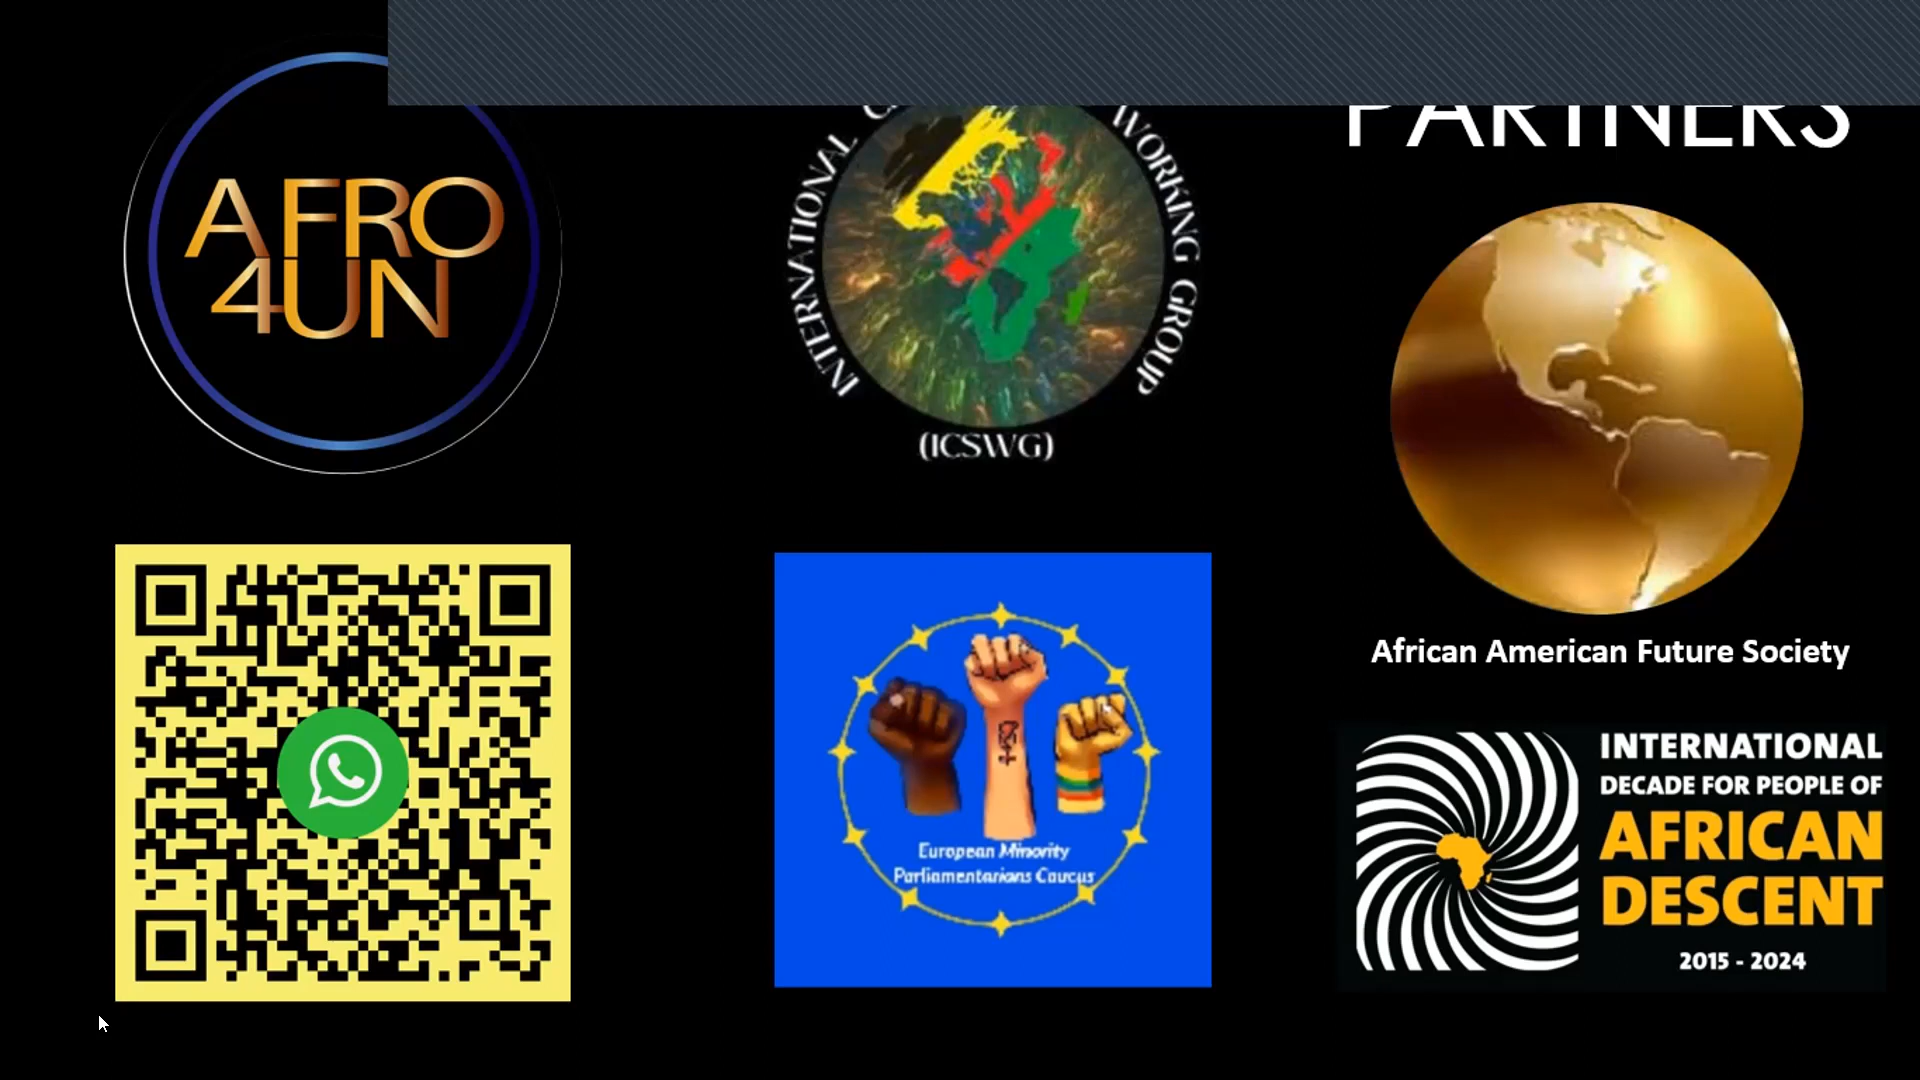 AFRO
4UN
INTERNATIONAL
WORKING GROUP
(ICSWG)
PARTNERS
African American Future Society
European Minority
Parliamentarians Caucus
INTERNATIONAL
DECADE FOR PEOPLE OF
AFRICAN
DESCENT
2015 - 2024